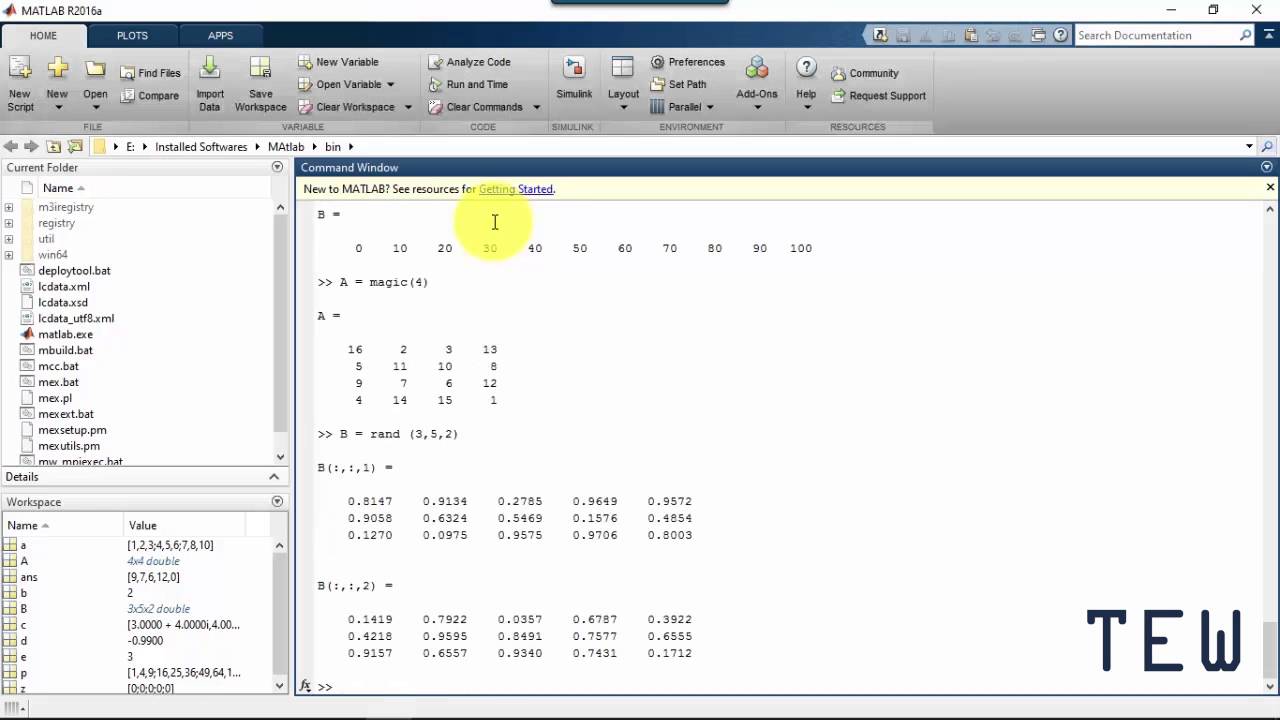 MATLAB R2016a
HOME PLOTS APPS
Search Documentation
New Script
New
Open
Find Files
Compare
Import Data
Save Workspace
New Variable
Open Variable
Clear Workspace
Analyze Code
Run and Time
Clear Commands
Simulink
Layout
Preferences
Set Path
Parallel
Add-Ons
Help
Community
Request Support
FILE VARIABLE CODE SIMULINK ENVIRONMENT RESOURCES
E: Installed Softwares MAtlab bin
Current Folder
Name
m3iregistry
registry
util
win64
deploytool.bat
lcdata.xml
lcdata.xsd
lcdata_utf8.xml
matlab.exe
mbuild.bat
mcc.bat
mex.bat
mex.pl
mexext.bat
mexsetup.pm
mexutils.pm
mw_mpiexec.bat
Details
Workspace
Name Value
a [1,2,3;4,5,6;7,8,10]
A 4x4 double
ans [9,7,6,12,0]
b 2
B 3x5x2 double
c [3.0000 + 4.0000i,4.00...
d -0.9900
e 3
p [1,4,9;16,25,36;49,64,1...
z [0;0;0;0;0]
Command Window
New to MATLAB? See resources for Getting Started.
B =
0 10 20 30 40 50 60 70 80 90 100
>> A = magic(4)
A =
16 2 3 13
5 11 10 8
9 7 6 12
4 14 15 1
>> B = rand (3,5,2)
B(:,:,1) =
0.8147 0.9134 0.2785 0.9649 0.9572
0.9058 0.6324 0.5469 0.1576 0.4854
0.1270 0.0975 0.9575 0.9706 0.8003
B(:,:,2) =
0.1419 0.7922 0.0357 0.6787 0.3922
0.4218 0.9595 0.8491 0.7577 0.6555
0.9157 0.6557 0.9340 0.7431 0.1712
fx >>
TEW